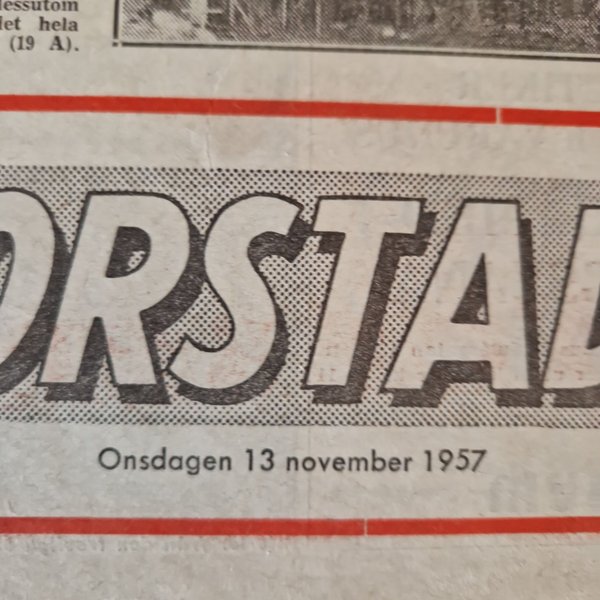 dessutom
det hela
(19 A).
ORSTAD
Onsdagen 13 november 1957